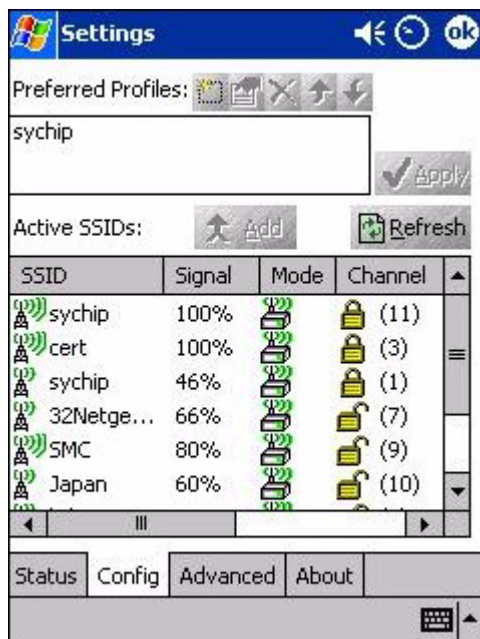 Settings
ok
Preferred Profiles:
sychip
Apply
Active SSIDs:
Add
Refresh
SSID Signal Mode Channel
sychip 100% (11)
cert 100% (3)
sychip 46% (1)
32Netge... 66% (7)
SMC 80% (9)
Japan 60% (10)
Status Config Advanced About